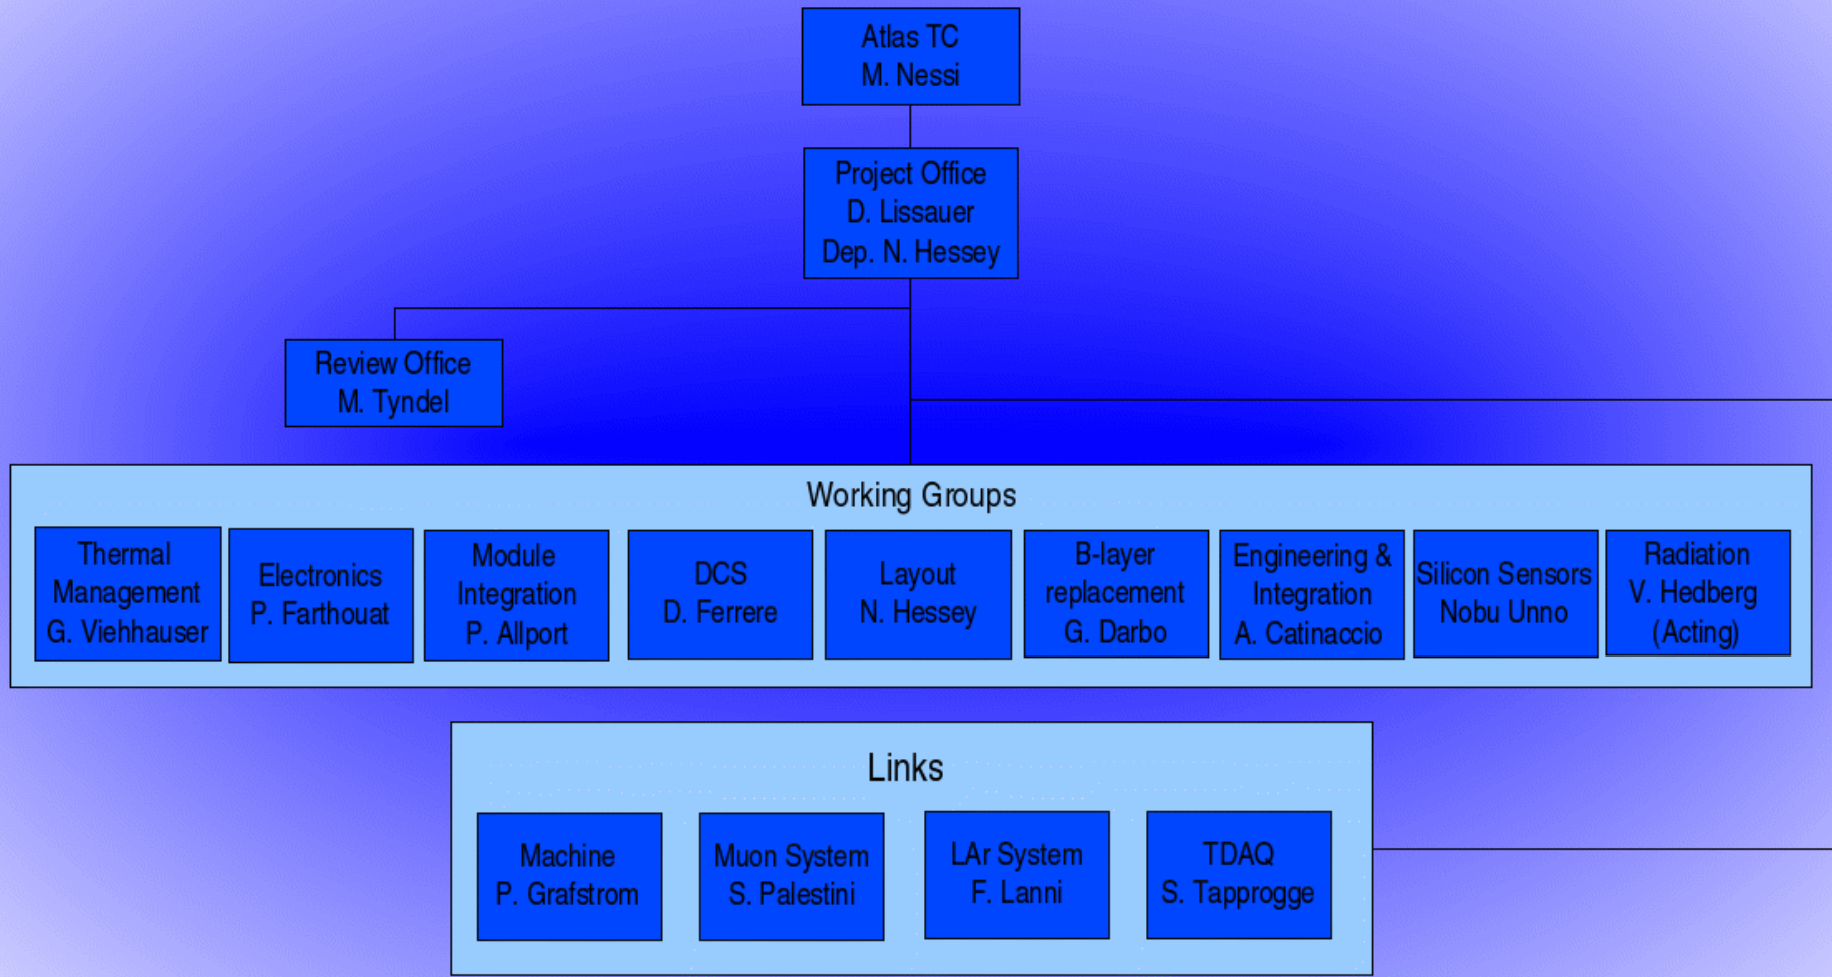 Atlas TC
M. Nessi
Project Office
D. Lissauer
Dep. N. Hessey
Review Office
M. Tyndel
Working Groups
Thermal
Management
G. Viehhauser
Electronics
P. Farthouat
Module
Integration
P. Allport
DCS
D. Ferrere
Layout
N. Hessey
B-layer
replacement
G. Darbo
Engineering &
Integration
A. Catinaccio
Silicon Sensors
Nobu Unno
Radiation
V. Hedberg
(Acting)
Links
Machine
P. Grafstrom
Muon System
S. Palestini
LAr System
F. Lanni
TDAQ
S. Tapprogge